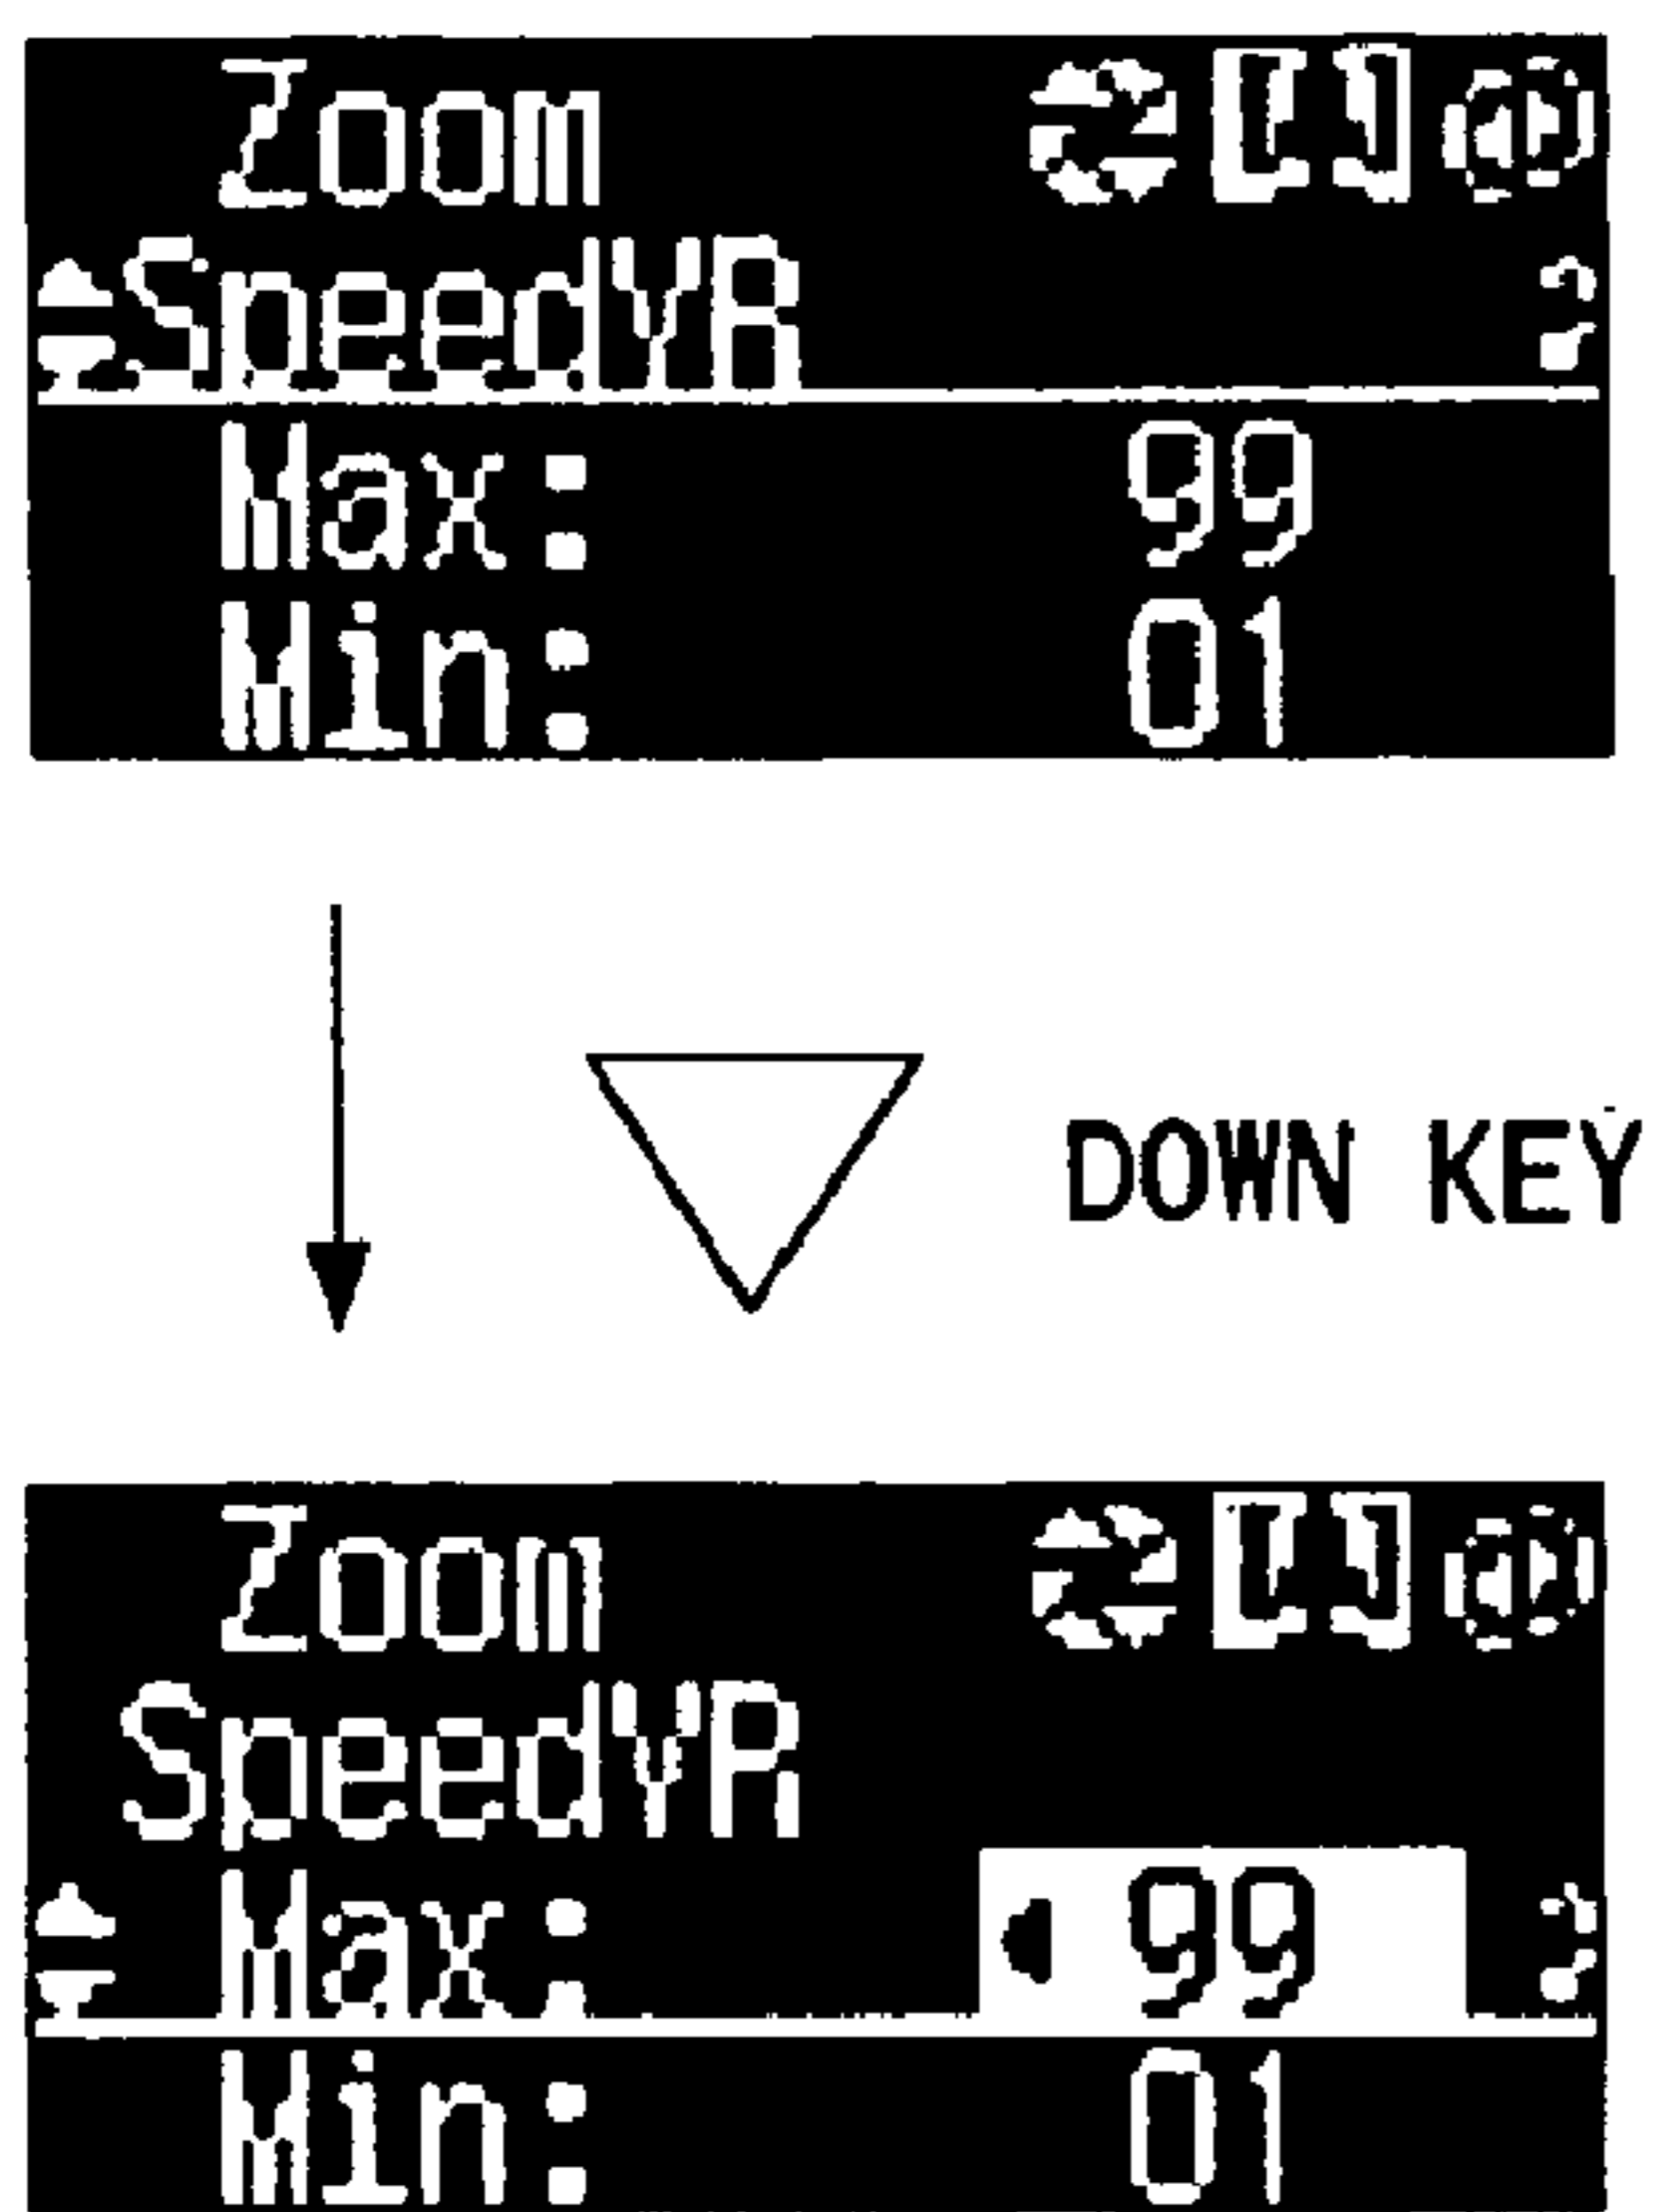 Zoom
SpeedVR ?
Max: 99
Min: 01
DOWN KEY
Zoom
SpeedVR
Max: 99 ?
Min: 01